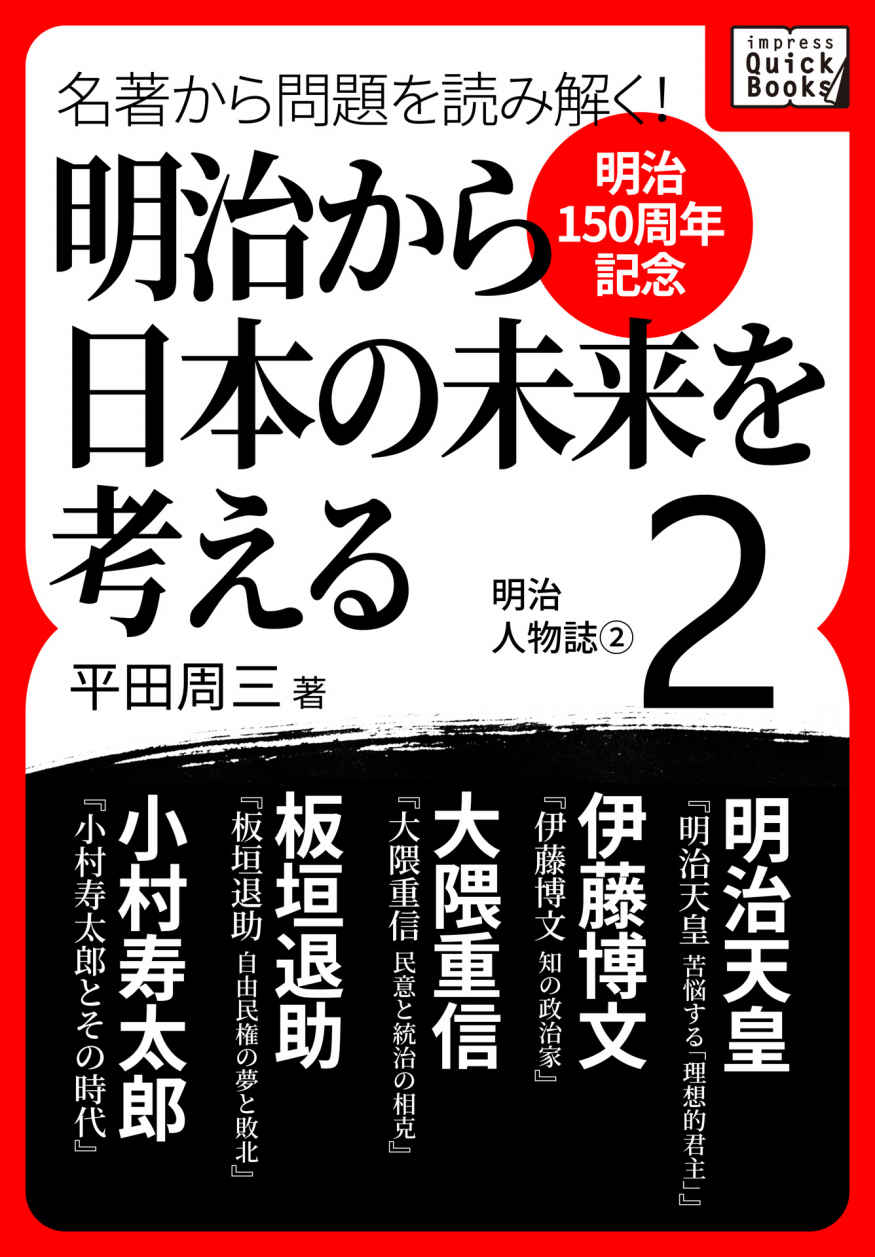 impress
Quick
Books
名著から問題を読み解く!
明治
150周年
記念
明治から
日本の未来を
考える
2
明治
人物誌②
平田周三 著
明治天皇
『明治天皇 苦悩する「理想的君主」』
伊藤博文
『伊藤博文 知の政治家』
大隈重信
『大隈重信 民意と統治の相克』
板垣退助
『板垣退助 自由民権の夢と敗北』
小村寿太郎
『小村寿太郎とその時代』